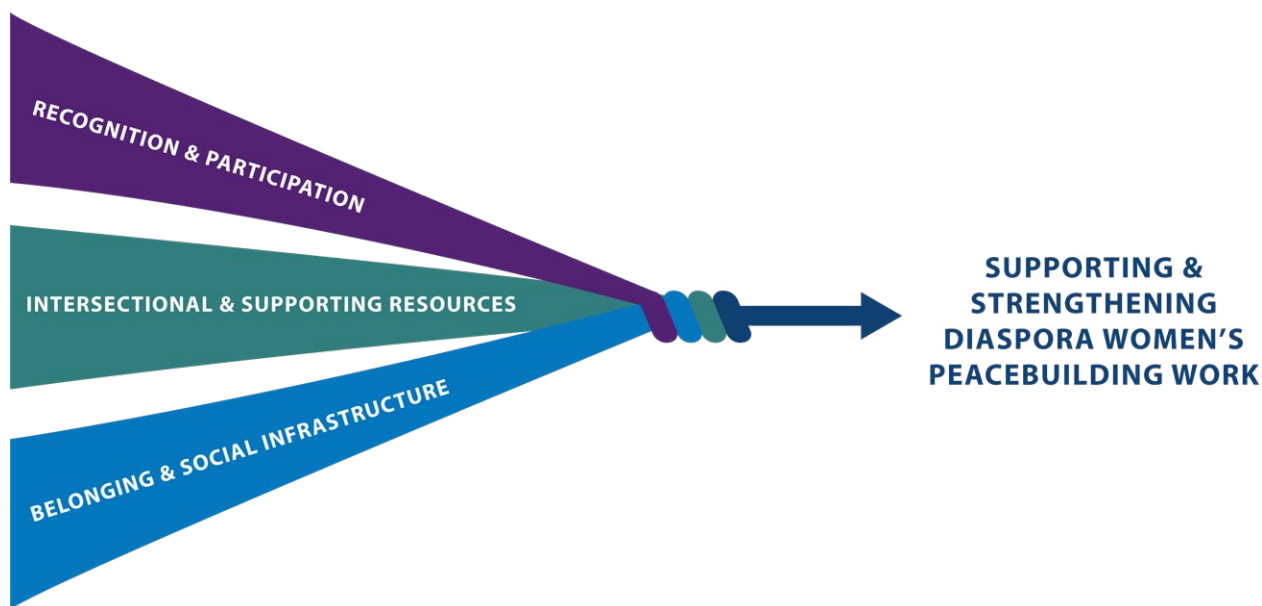 RECOGNITION & PARTICIPATION
INTERSECTIONAL & SUPPORTING RESOURCES
BELONGING & SOCIAL INFRASTRUCTURE
SUPPORTING &
STRENGTHENING
DIASPORA WOMEN'S
PEACEBUILDING WORK